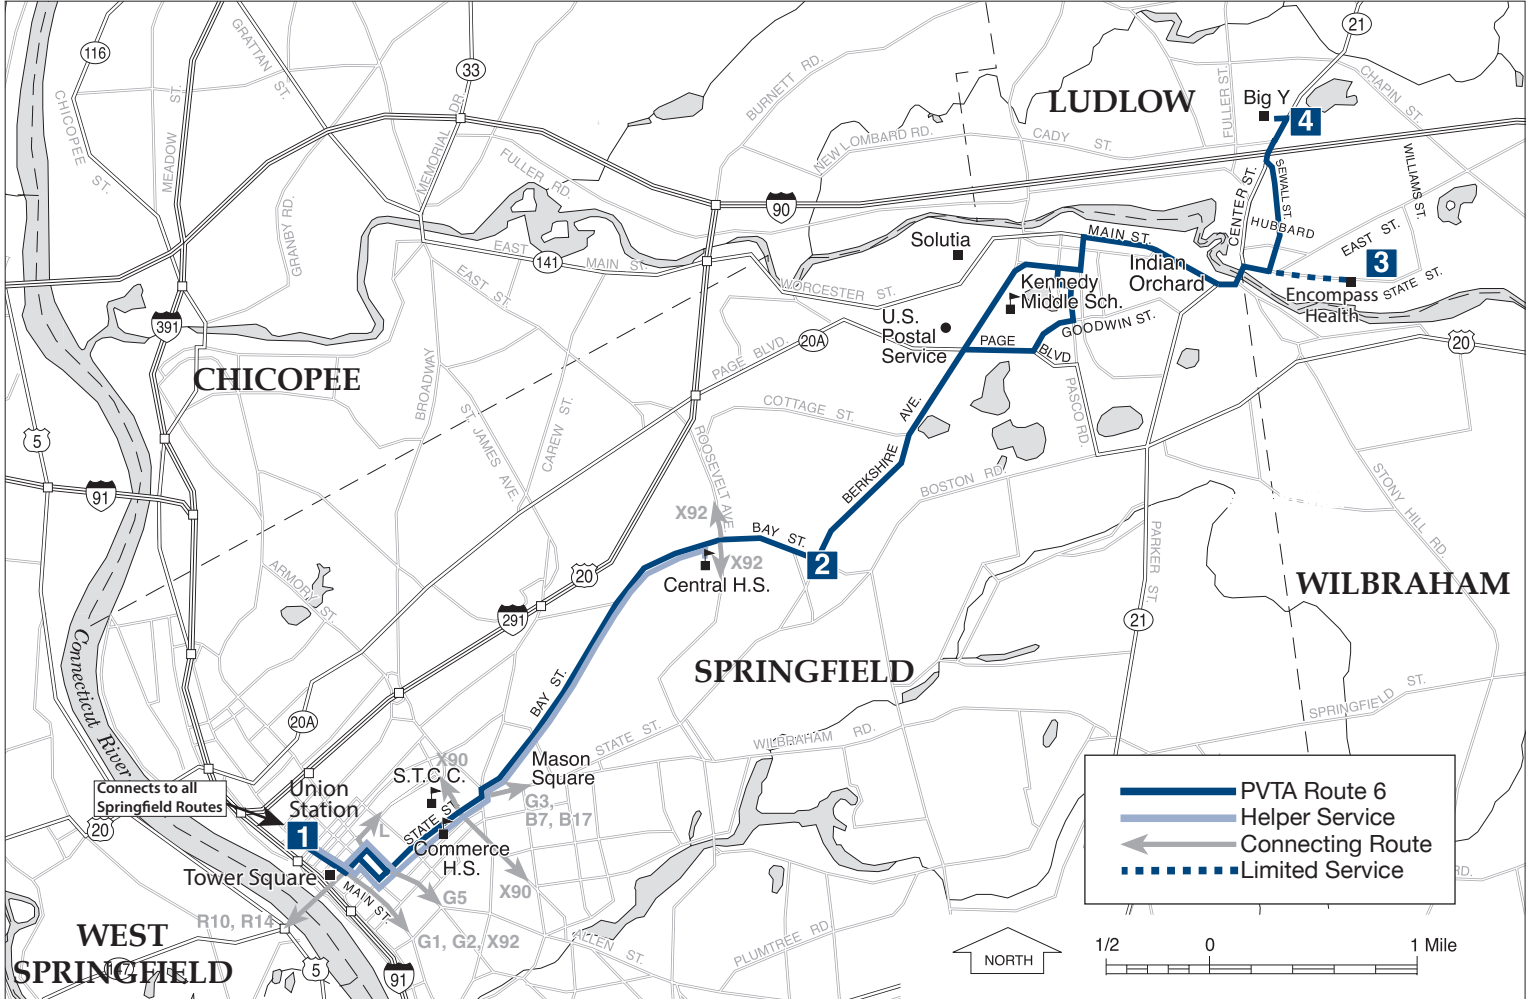 116
GRATTAN ST.
33
21
CHICOPEE ST.
MEADOW ST.
MEMORIAL DR.
BURNETT RD.
LUDLOW
Big Y
4
FULLER ST.
CHAPIN ST.
NEW LOMBARD RD.
CADY ST.
FULLER RD.
90
GRANBY RD.
EAST
141
MAIN ST.
EAST ST.
WORCESTER ST.
Solutia
MAIN ST.
CENTER ST.
SEWALL ST.
HUBBARD
WILLIAMS ST.
EAST ST.
3
STATE ST.
Indian
Orchard
Encompass
Health
Kennedy
Middle Sch.
U.S.
Postal
Service
GOODWIN ST.
PAGE
BLVD
391
20A
PAGE BLVD.
20
CHICOPEE
BROADWAY
ST. JAMES AVE.
CAREW ST.
COTTAGE ST.
ROOSEVELT AVE.
PASCO RD.
BERKSHIRE AVE.
BOSTON RD.
STONY HILL RD.
5
91
X92
BAY ST.
2
X92
Central H.S.
PARKER ST.
20
ARMORY ST.
291
21
WILBRAHAM
Connecticut River
SPRINGFIELD
BAY ST.
20A
STATE ST.
WILBRAHAM RD.
SPRINGFIELD ST.
Connects to all
Springfield Routes
Union
Station
1
X90
S.T.C.C.
Mason
Square
G3,
B7, B17
STATE ST.
L
Commerce
H.S.
20
Tower Square
MAIN ST.
G5
X90
R10, R14
G1, G2, X92
WEST
SPRINGFIELD
147
5
91
ALLEN ST.
PLUMTREE RD.
RD.
PVTA Route 6
Helper Service
Connecting Route
Limited Service
NORTH
1/2 0 1 Mile